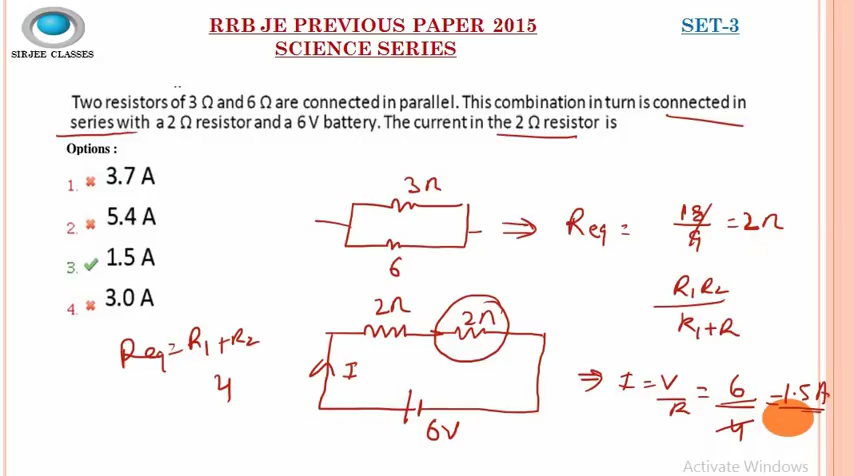 RRB JE PREVIOUS PAPER 2015
SCIENCE SERIES
SET-3
SIRJEE CLASSES
Two resistors of 3 Ω and 6 Ω are connected in parallel. This combination in turn is connected in
series with a 2 Ω resistor and a 6 V battery. The current in the 2 Ω resistor is
Options :
1. 3.7 A
2. 5.4 A
3. 1.5 A
4. 3.0 A
3Ω
6
⇒ Req = 18/9 = 2Ω
R1R2/R1+R
2Ω
2Ω
I
6V
Req = R1+R2
4
⇒ I = V/R = 6/4 = 1.5 A
Activate Windows